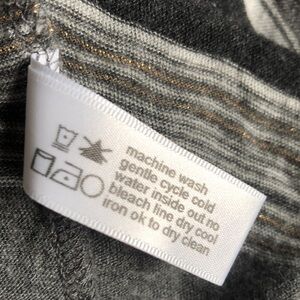 machine wash
gentle cycle cold
water inside out no
bleach line dry cool
iron ok to dry clean